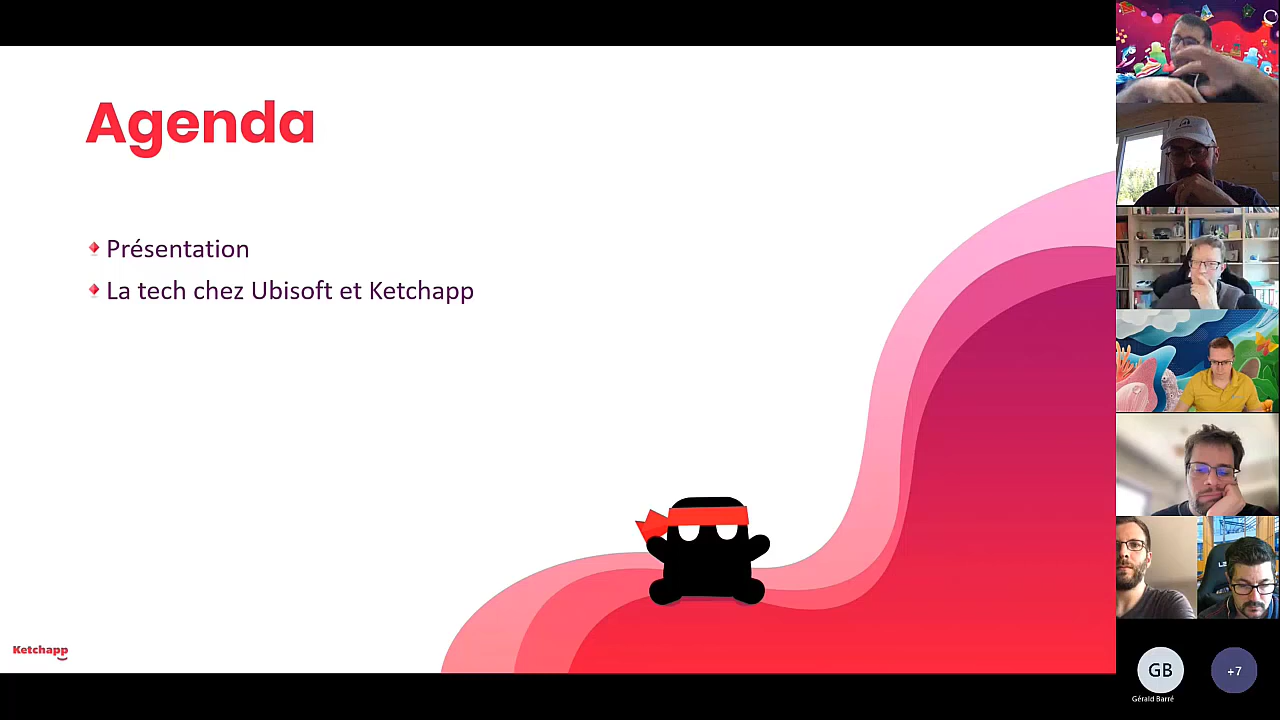 Agenda
Présentation
La tech chez Ubisoft et Ketchapp
Ketchapp
GB
+7
Gérald Barré